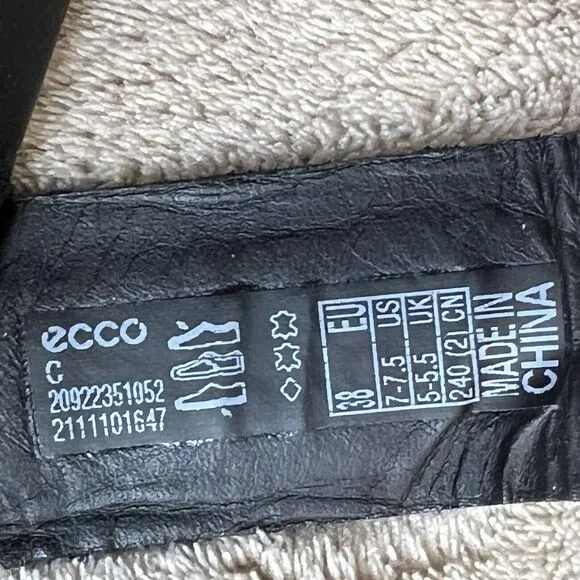 ecco
G
20922351052
2111101647
EU 38
US 7-7.5
UK 5-5.5
CN 240 (2)
MADE IN
CHINA